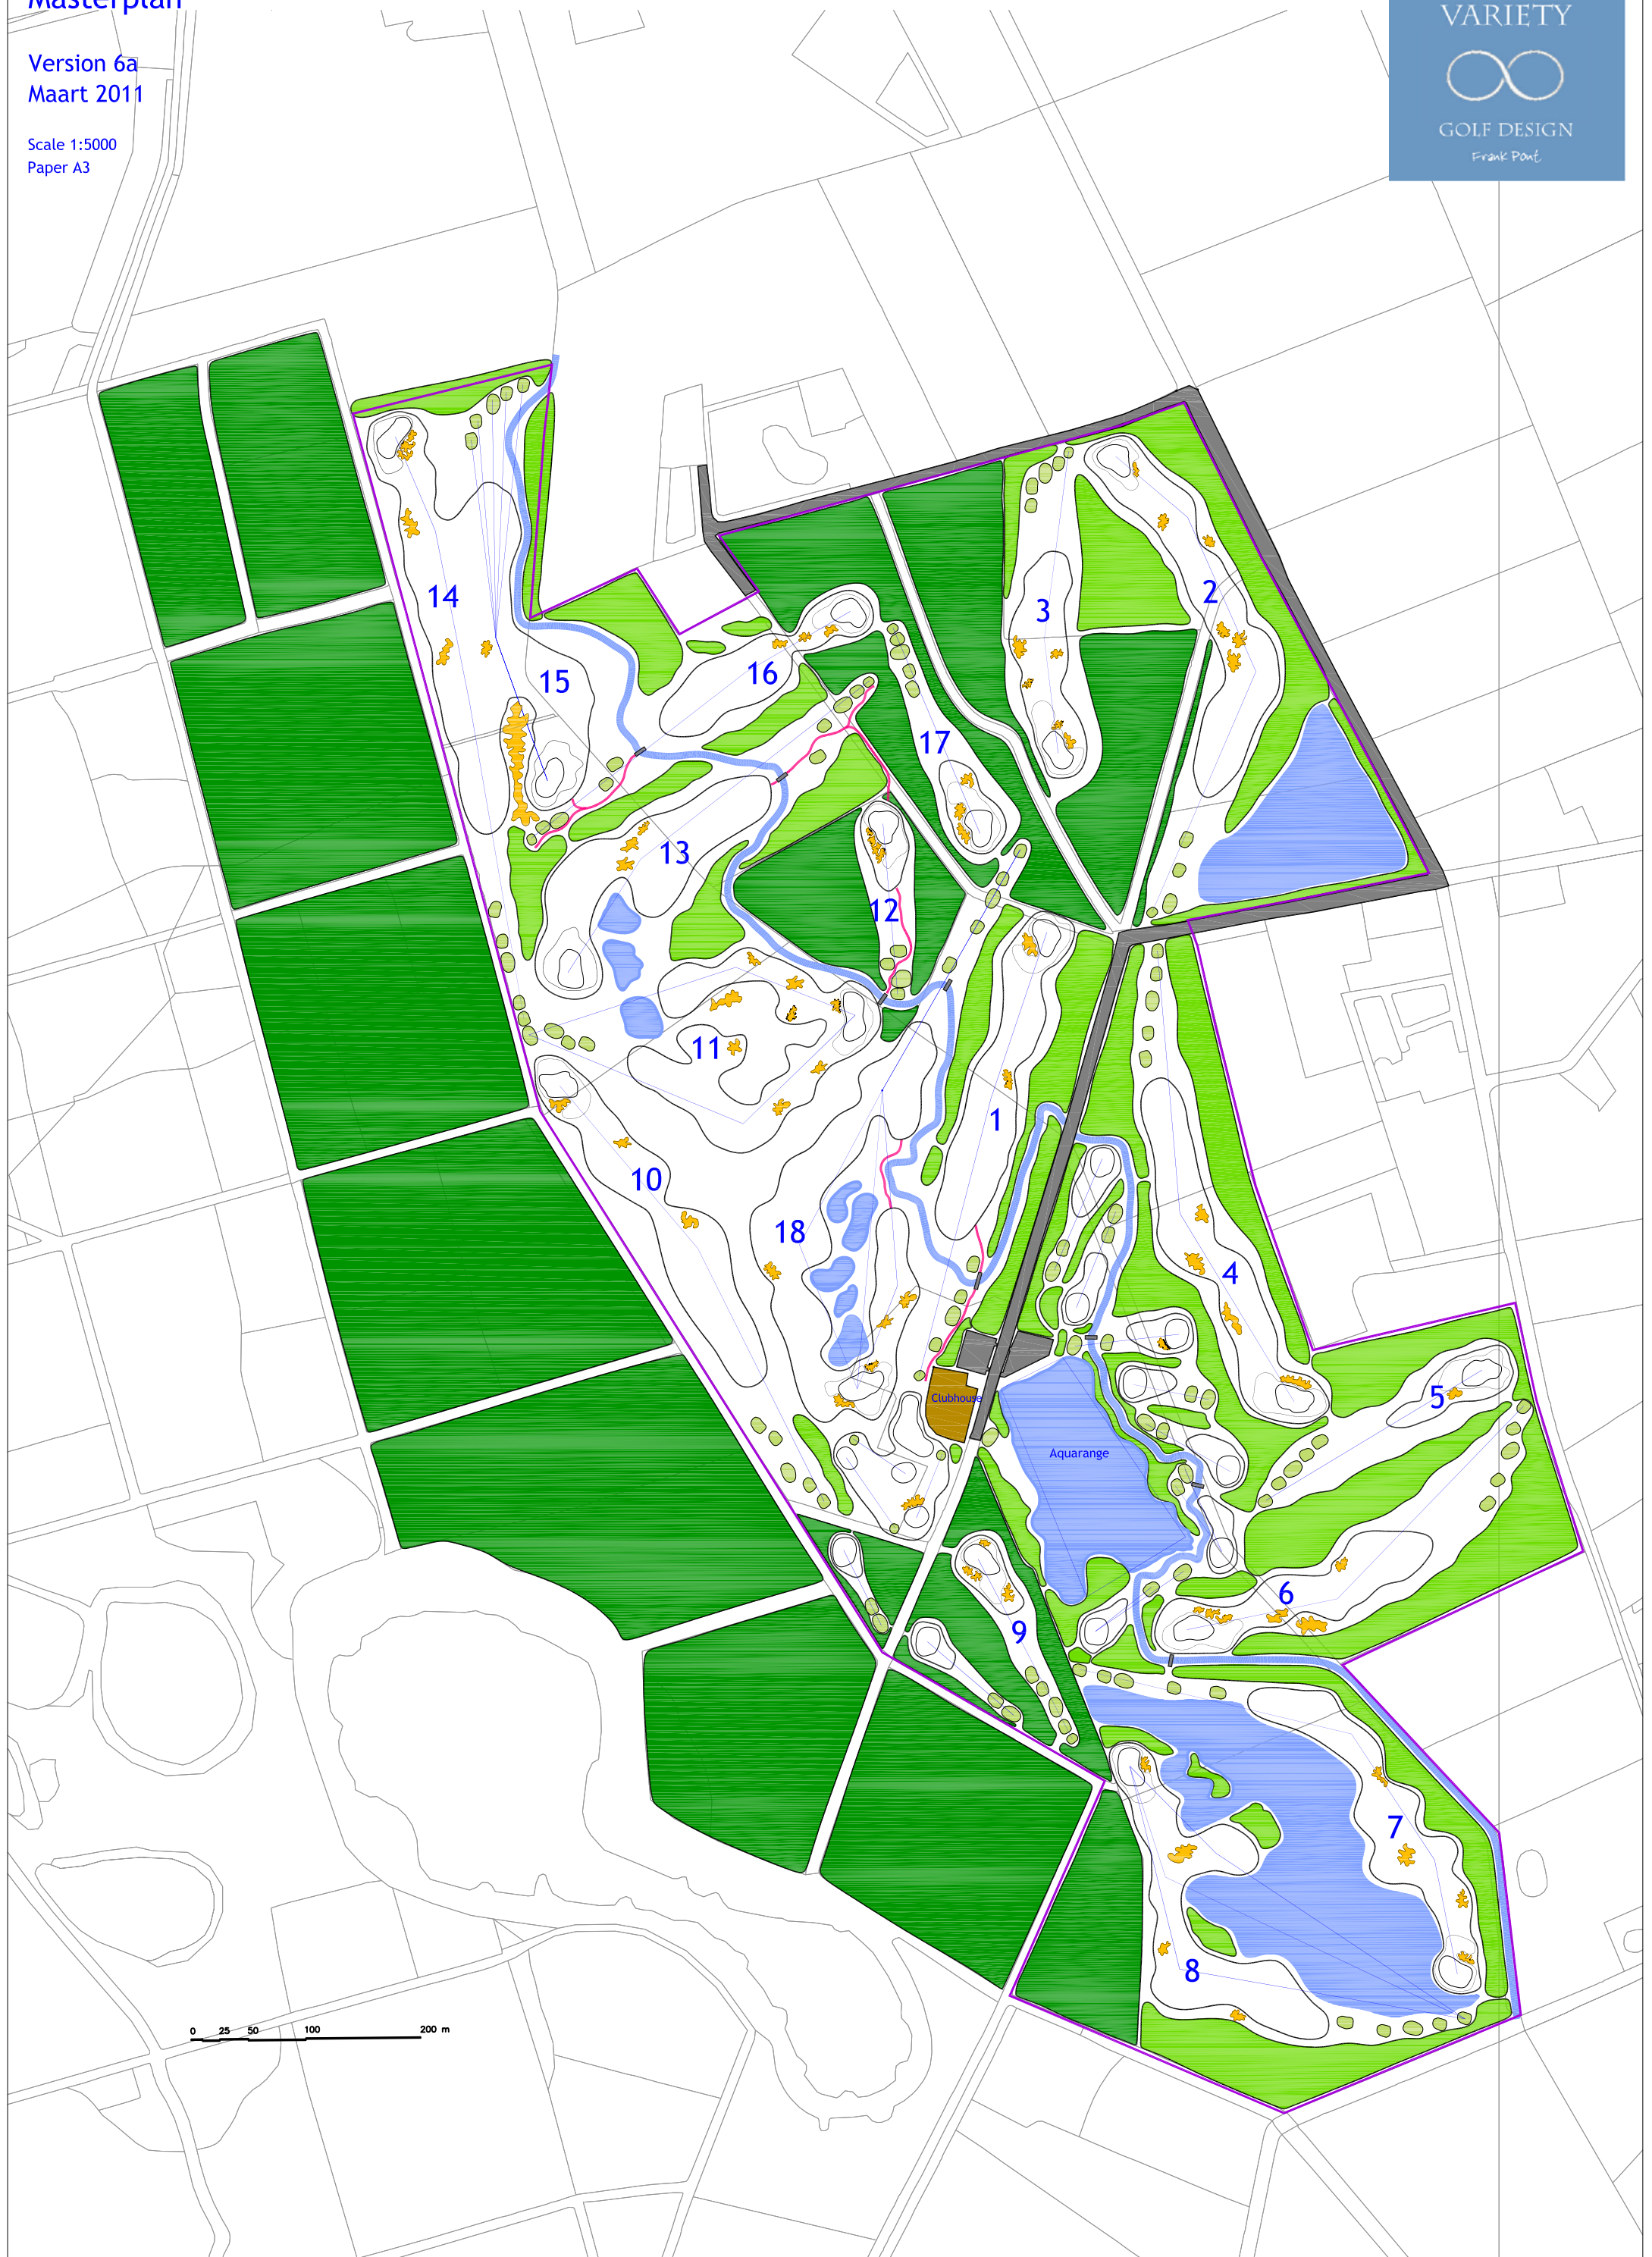 Masterplan
Version 6a
Maart 2011
Scale 1:5000
Paper A3
VARIETY
GOLF DESIGN
Frank Pont
14
15
16
3
2
17
13
12
11
1
10
18
4
Clubhouse
5
Aquarange
6
9
7
8
0 25 50 100 200 m